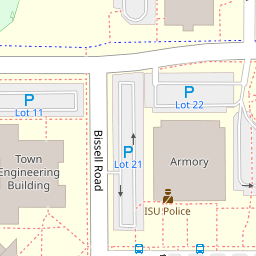 P
Lot 11
P
Lot 22
Bissell Road
P
Lot 21
Town
Engineering
Building
Armory
ISU Police